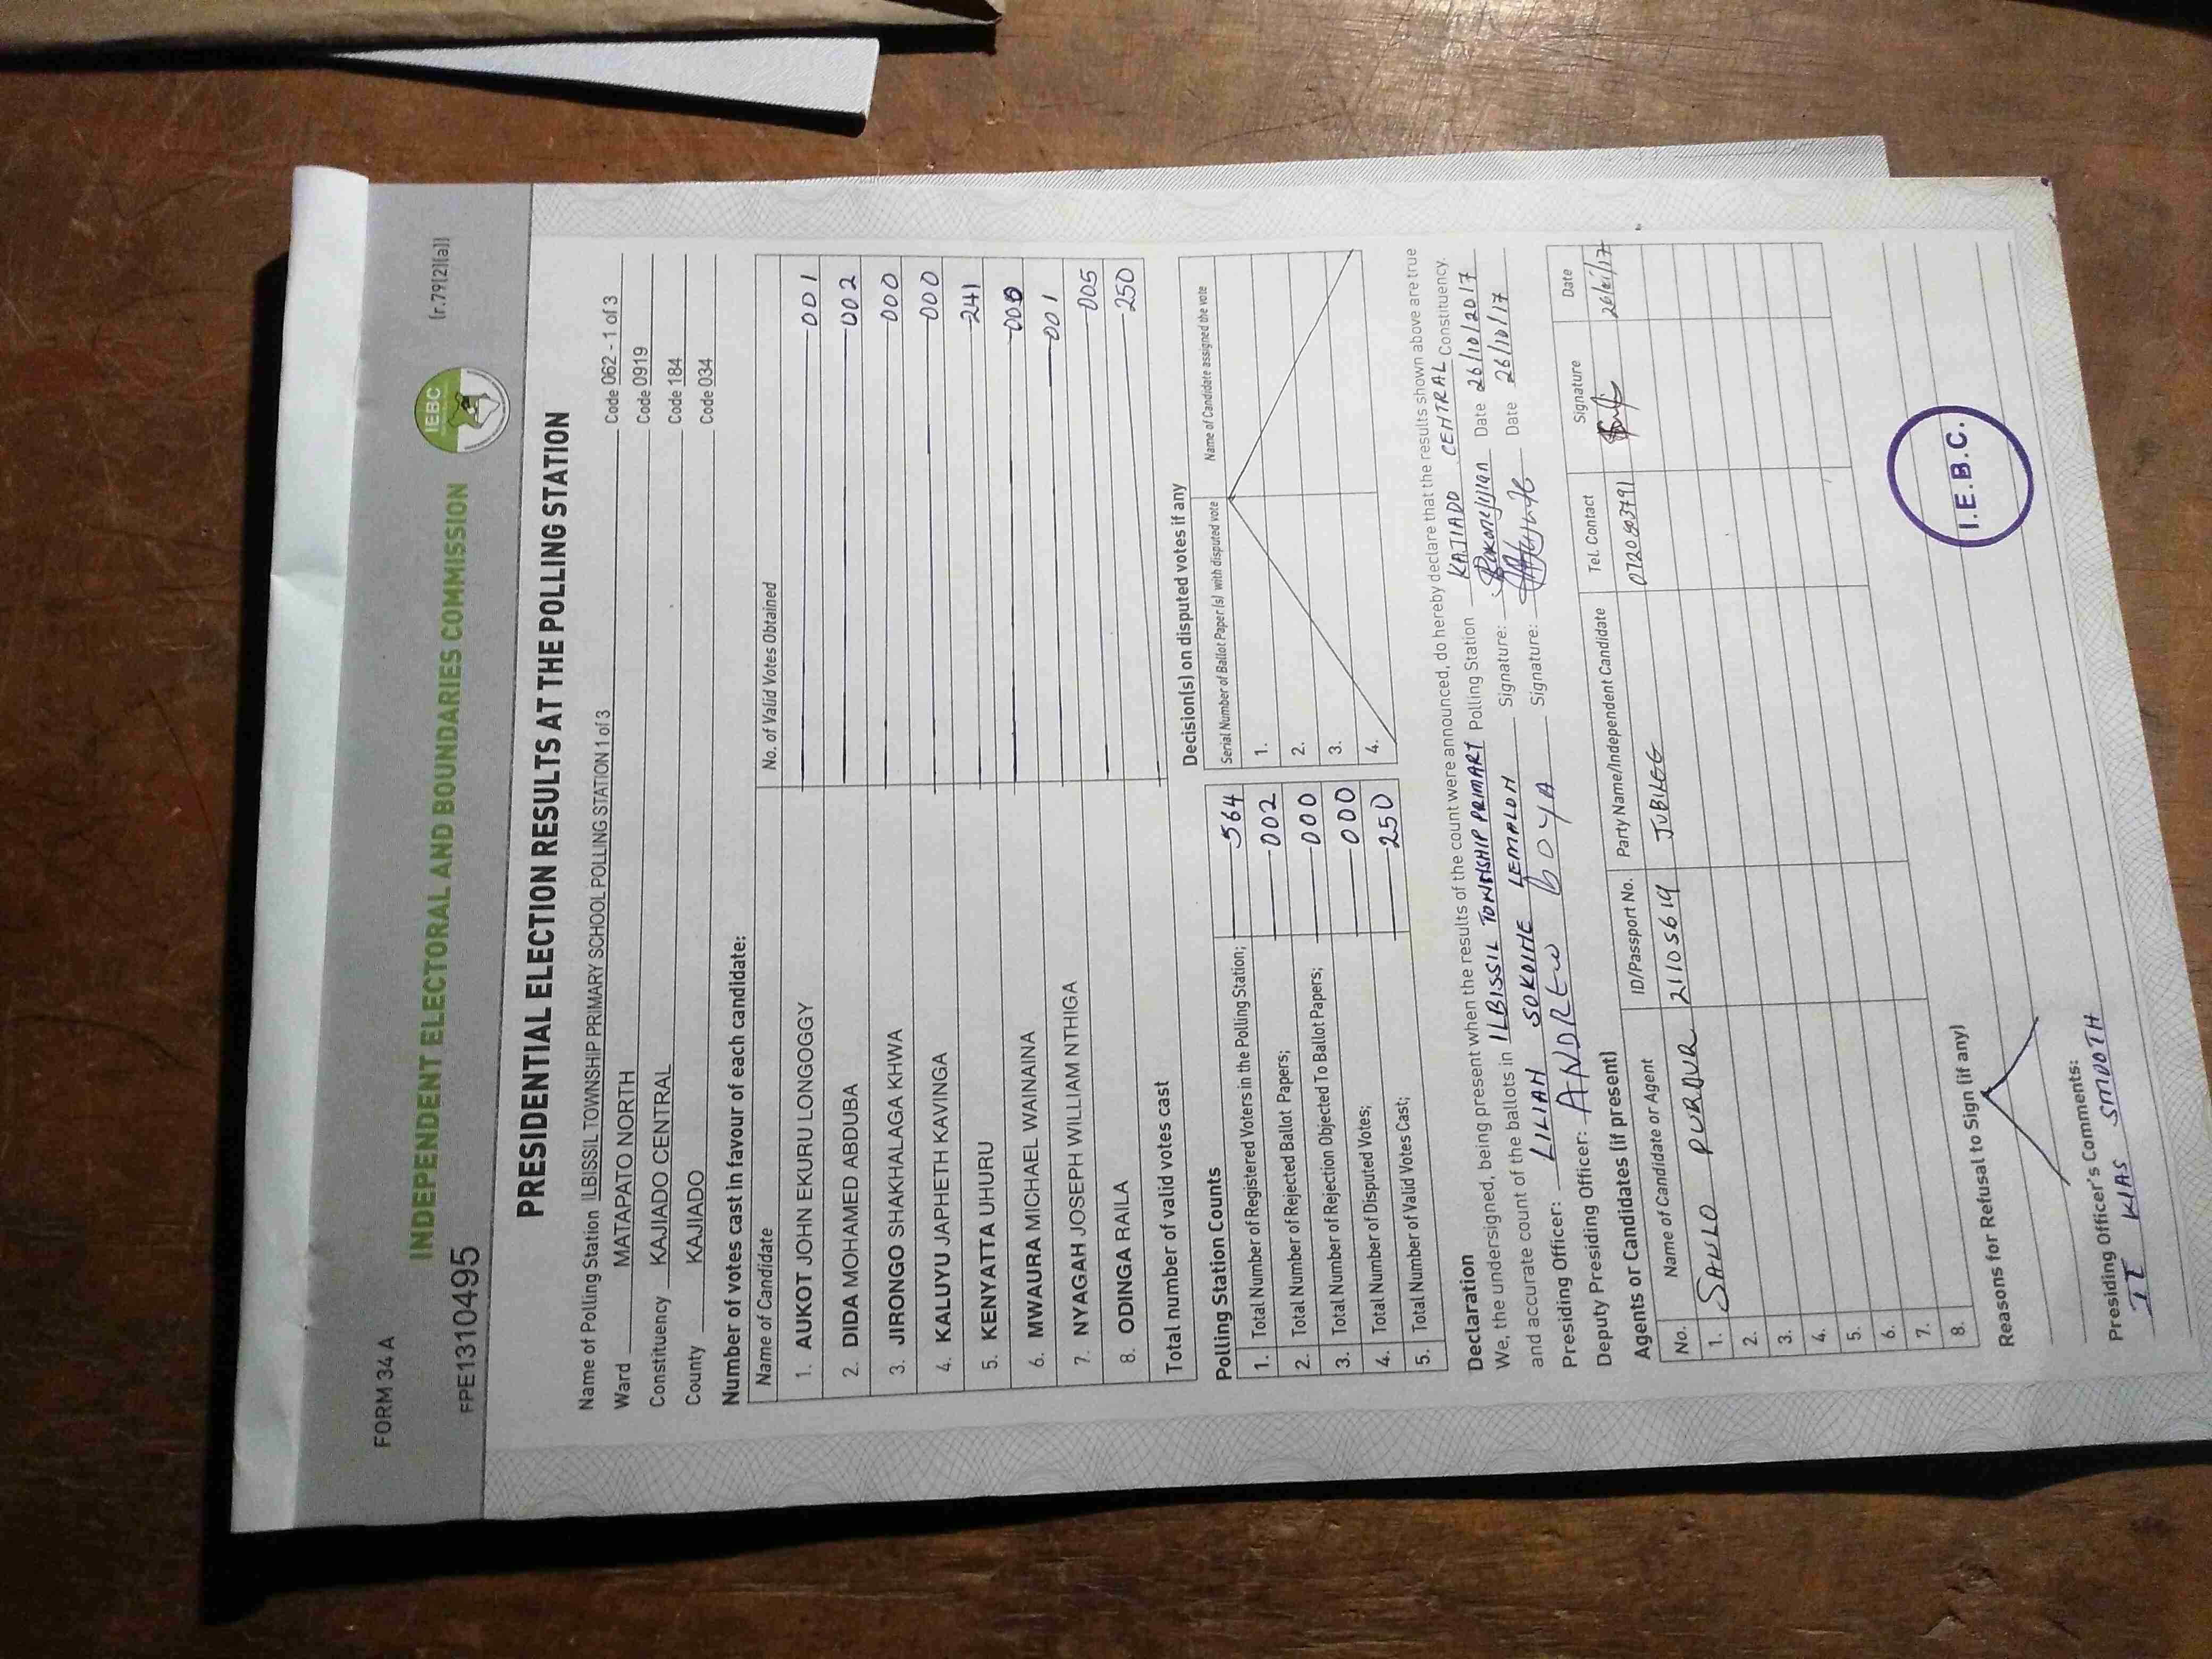 FORM 34 A
(r.79(2)(a))
INDEPENDENT ELECTORAL AND BOUNDARIES COMMISSION
IEBC
FPE1310495
PRESIDENTIAL ELECTION RESULTS AT THE POLLING STATION
Name of Polling Station ILBISSIL TOWNSHIP PRIMARY SCHOOL POLLING STATION 1 of 3 Code 062 - 1 of 3
Ward MATAPATO NORTH Code 0919
Constituency KAJIADO CENTRAL Code 184
County KAJIADO Code 034
Number of votes cast in favour of each candidate:
Name of Candidate No. of Valid Votes Obtained
1. AUKOT JOHN EKURU LONGOGGY 001
2. DIDA MOHAMED ABDUBA 002
3. JIRONGO SHAKHALAGA KHWA 000
4. KALUYU JAPHETH KAVINGA 000
5. KENYATTA UHURU 241
6. MWAURA MICHAEL WAINAINA 000
7. NYAGAH JOSEPH WILLIAM NTHIGA 001
8. ODINGA RAILA 005
Total number of valid votes cast 250
Polling Station Counts
1. Total Number of Registered Voters in the Polling Station; 564
2. Total Number of Rejected Ballot Papers; 002
3. Total Number of Rejection Objected To Ballot Papers; 000
4. Total Number of Disputed Votes; 000
5. Total Number of Valid Votes Cast; 250
Decision(s) on disputed votes if any
Serial Number of Ballot Paper(s) with disputed vote Name of Candidate assigned the vote
1.
2.
3.
4.
Declaration
We, the undersigned, being present when the results of the count were announced, do hereby declare that the results shown above are true
and accurate count of the ballots in ILBISSIL TOWNSHIP PRIMARY Polling Station KAJIADO CENTRAL Constituency.
Presiding Officer: LILIAN SOKOINE LEMALON Signature: Date 26/10/2017
Deputy Presiding Officer: ANDREW BOYA Signature: Date 26/10/17
Agents or Candidates (if present)
No. Name of Candidate or Agent ID/Passport No. Party Name/Independent Candidate Tel. Contact Signature Date
1. SAULO PURDUR 21105619 JUBILEE 0720803791
2.
3.
4.
5.
6.
7.
8.
Reasons for Refusal to Sign (if any)
I.E.B.C.
Presiding Officer's Comments:
IT WAS SMOOTH